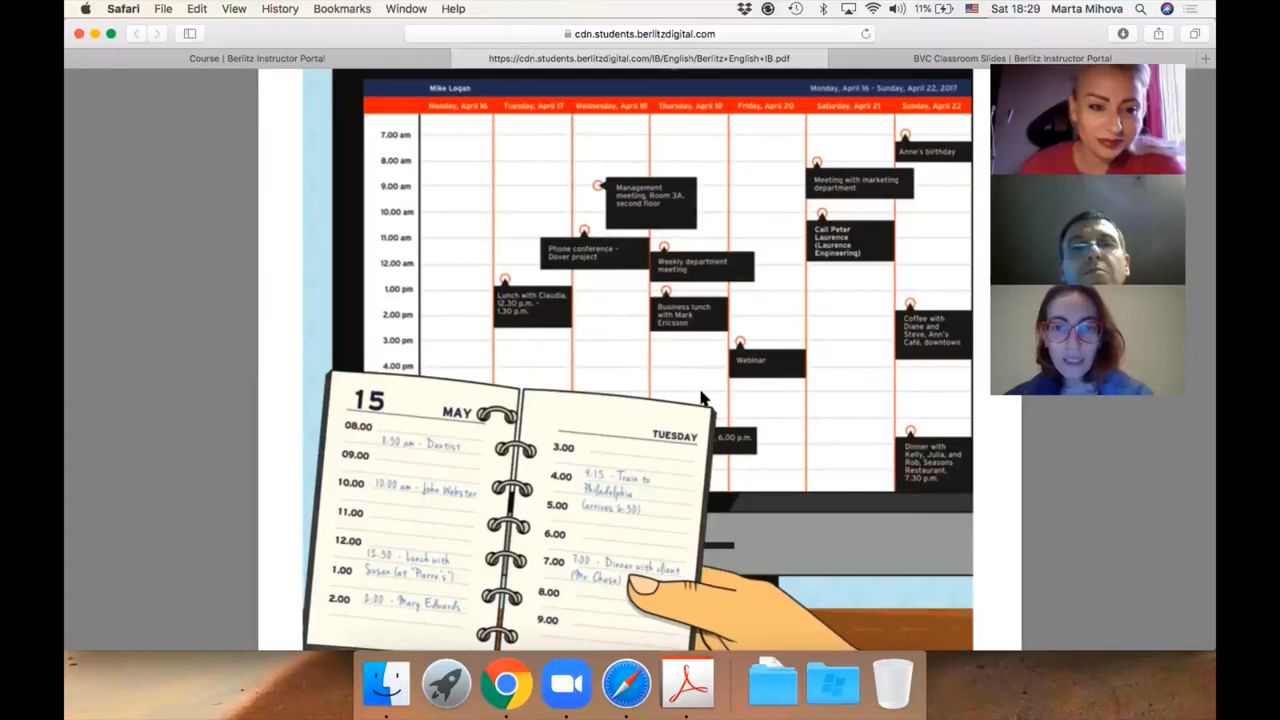 Safari File Edit View History Bookmarks Window Help 11% Sat 18:29 Marta Mihova
cdn.students.berlitzdigital.com
Course | Berlitz Instructor Portal
https://cdn.students.berlitzdigital.com/IB/English/Berlitz+English+IB.pdf
BVC Classroom Slides | Berlitz Instructor Portal
Mike Logan
Monday, April 16 - Sunday, April 22, 2017
Monday, April 16 Tuesday, April 17 Wednesday, April 18 Thursday, April 19 Friday, April 20 Saturday, April 21 Sunday, April 22
7.00 am
8.00 am
9.00 am
10.00 am
11.00 am
12.00 am
1.00 pm
2.00 pm
3.00 pm
4.00 pm
Lunch with Claudia,
12.30 p.m. -
1.30 p.m.
Management
meeting, Room 3A,
second floor
Phone conference -
Dover project
Weekly department
meeting
Business lunch
with Mark
Ericsson
Webinar
, 6.00 p.m.
Meeting with marketing
department
Call Peter
Laurence
(Laurence
Engineering)
Anne's birthday
Coffee with
Diane and
Steve, Ann's
Café, downtown
Dinner with
Kelly, Julia, and
Rob, Seasons
Restaurant,
7.30 p.m.
15 MAY
08.00
8:30 am - Dentist
09.00
10.00 10:00 am - John Webster
11.00
12.00
12.30 - Lunch with
1.00 Susan (at "Pierre's")
2.00 2:00 - Mary Edwards
TUESDAY
3.00
4.00 4:15 - Train to
Philadelphia
5.00 (arrives 6:30)
6.00
7.00 7:00 - Dinner with client
(Mr. Chase)
8.00
9.00